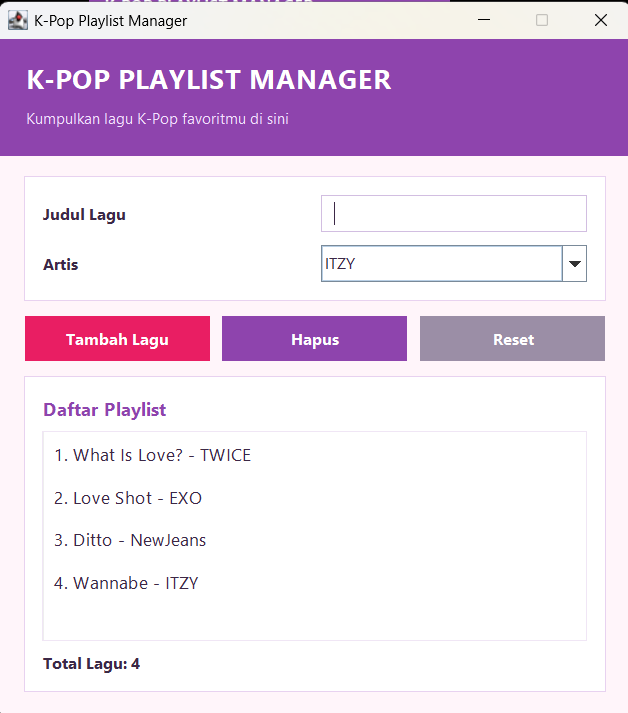 K-Pop Playlist Manager
K-POP PLAYLIST MANAGER
Kumpulkan lagu K-Pop favoritmu di sini
Judul Lagu
Artis
ITZY
Tambah Lagu
Hapus
Reset
Daftar Playlist
1. What Is Love? - TWICE
2. Love Shot - EXO
3. Ditto - NewJeans
4. Wannabe - ITZY
Total Lagu: 4